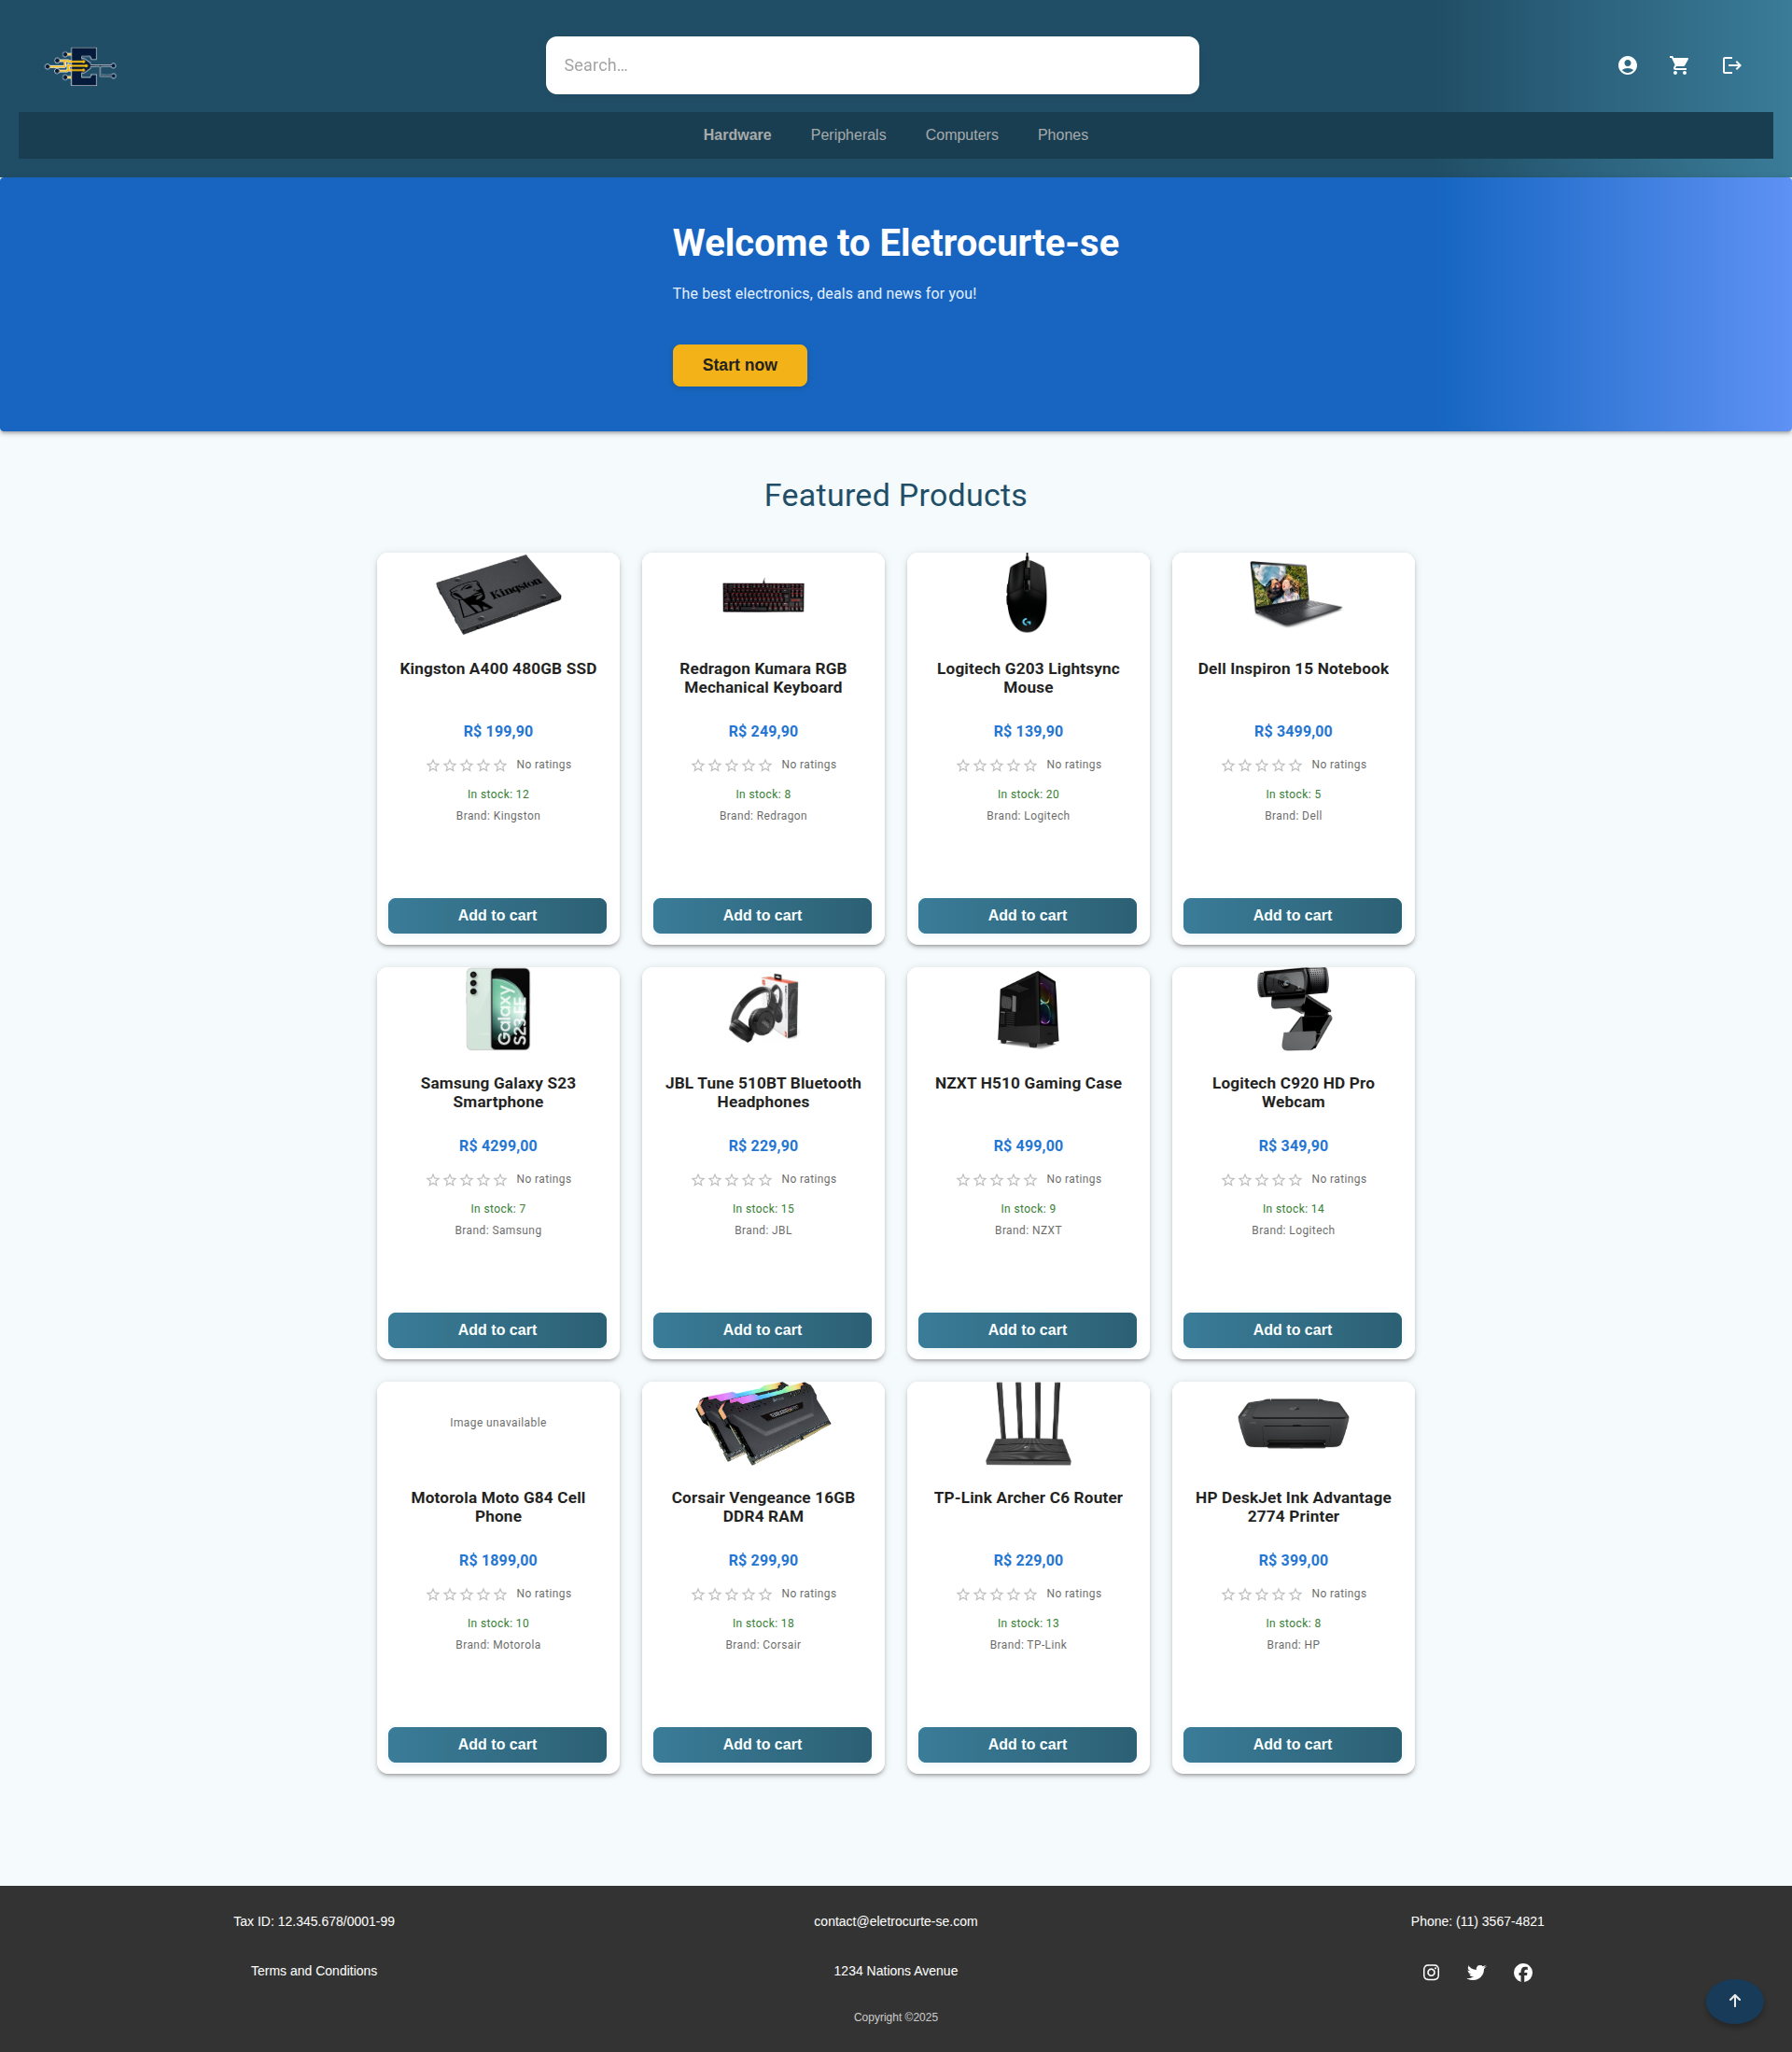 Search...
Hardware Peripherals Computers Phones
Welcome to Eletrocurte-se
The best electronics, deals and news for you!
Start now
Featured Products
Kingston
Kingston A400 480GB SSD
R$ 199,90
No ratings
In stock: 12
Brand: Kingston
Add to cart
Redragon Kumara RGB
Mechanical Keyboard
R$ 249,90
No ratings
In stock: 8
Brand: Redragon
Add to cart
Logitech G203 Lightsync
Mouse
R$ 139,90
No ratings
In stock: 20
Brand: Logitech
Add to cart
Dell Inspiron 15 Notebook
R$ 3499,00
No ratings
In stock: 5
Brand: Dell
Add to cart
Galaxy
S23 FE
Samsung Galaxy S23
Smartphone
R$ 4299,00
No ratings
In stock: 7
Brand: Samsung
Add to cart
JBL Tune 510BT Bluetooth
Headphones
R$ 229,90
No ratings
In stock: 15
Brand: JBL
Add to cart
NZXT H510 Gaming Case
R$ 499,00
No ratings
In stock: 9
Brand: NZXT
Add to cart
Logitech C920 HD Pro
Webcam
R$ 349,90
No ratings
In stock: 14
Brand: Logitech
Add to cart
Image unavailable
Motorola Moto G84 Cell
Phone
R$ 1899,00
No ratings
In stock: 10
Brand: Motorola
Add to cart
Corsair Vengeance 16GB
DDR4 RAM
R$ 299,90
No ratings
In stock: 18
Brand: Corsair
Add to cart
TP-Link Archer C6 Router
R$ 229,00
No ratings
In stock: 13
Brand: TP-Link
Add to cart
HP DeskJet Ink Advantage
2774 Printer
R$ 399,00
No ratings
In stock: 8
Brand: HP
Add to cart
Tax ID: 12.345.678/0001-99
contact@eletrocurte-se.com
Phone: (11) 3567-4821
Terms and Conditions
1234 Nations Avenue
Copyright ©2025